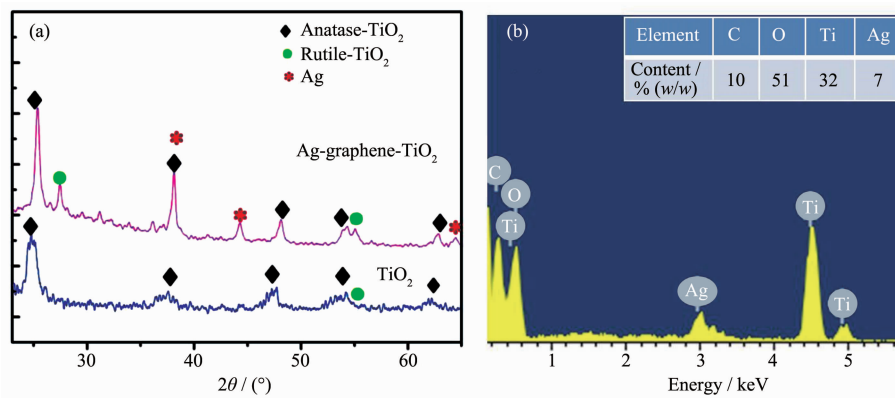 (a)
Anatase-TiO₂
Rutile-TiO₂
Ag
Ag-graphene-TiO₂
TiO₂
30 40 50 60
2θ / (°)
(b)
Element C O Ti Ag
Content / % (w/w) 10 51 32 7
C
O
Ti
Ag
Ti
Ti
1 2 3 4 5
Energy / keV